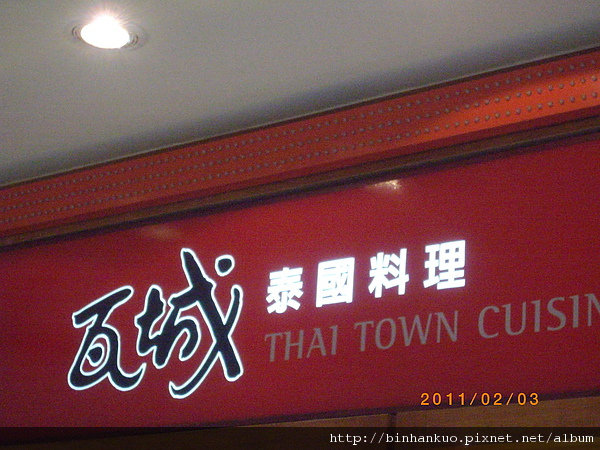 瓦城
泰國料理
THAI TOWN CUISIN
2011/02/03
http://binhankuo.pixnet.net/album